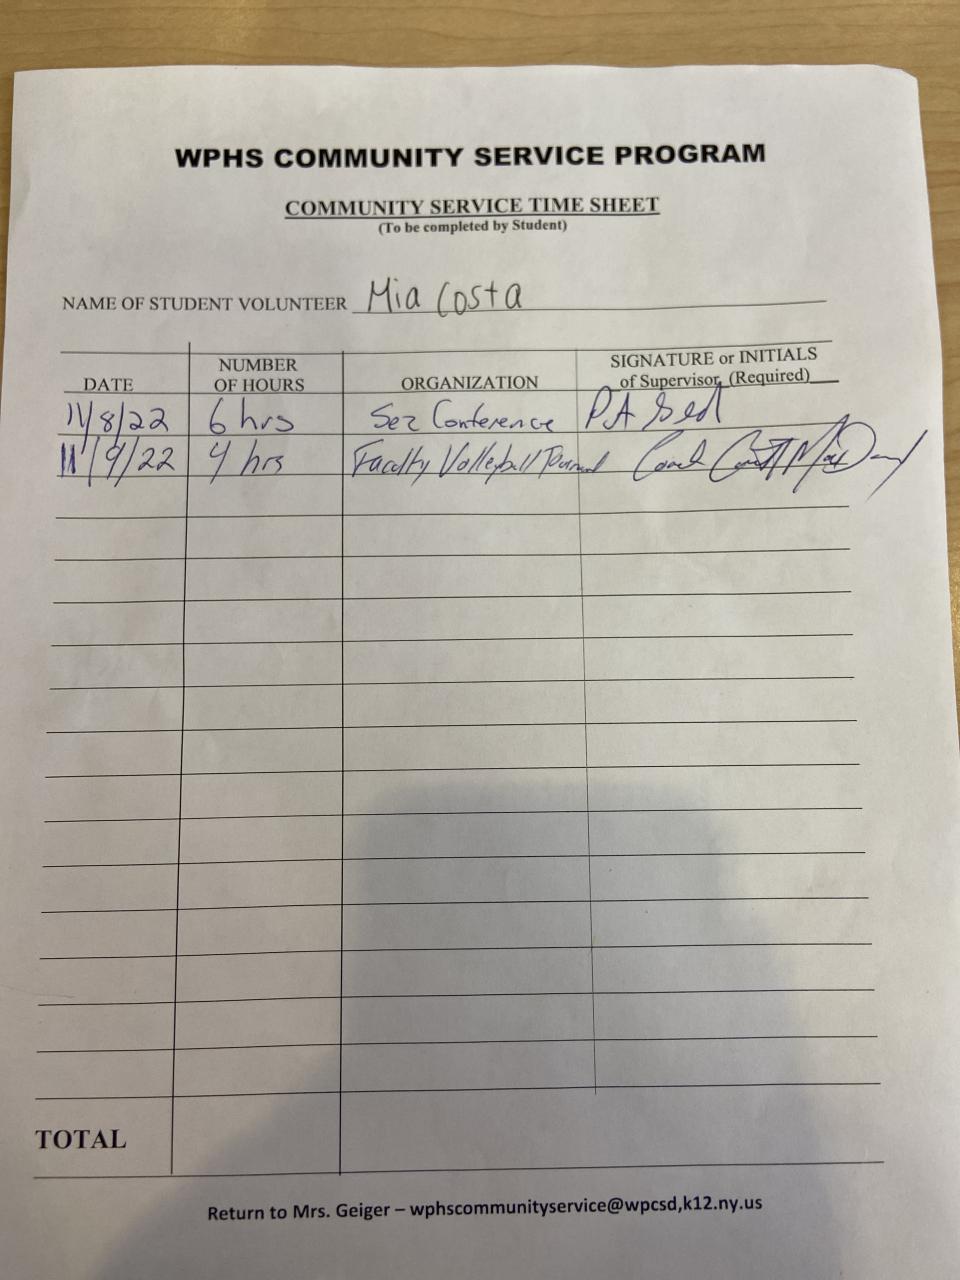 WPHS COMMUNITY SERVICE PROGRAM
COMMUNITY SERVICE TIME SHEET
(To be completed by Student)
NAME OF STUDENT VOLUNTEER Mia Costa
DATE NUMBER OF HOURS ORGANIZATION SIGNATURE or INITIALS of Supervisor, (Required)
11/8/22 6 hrs Sez Conference
11/9/22 4 hrs Faculty Volleyball
TOTAL
Return to Mrs. Geiger – wphscommunityservice@wpcsd,k12.ny.us